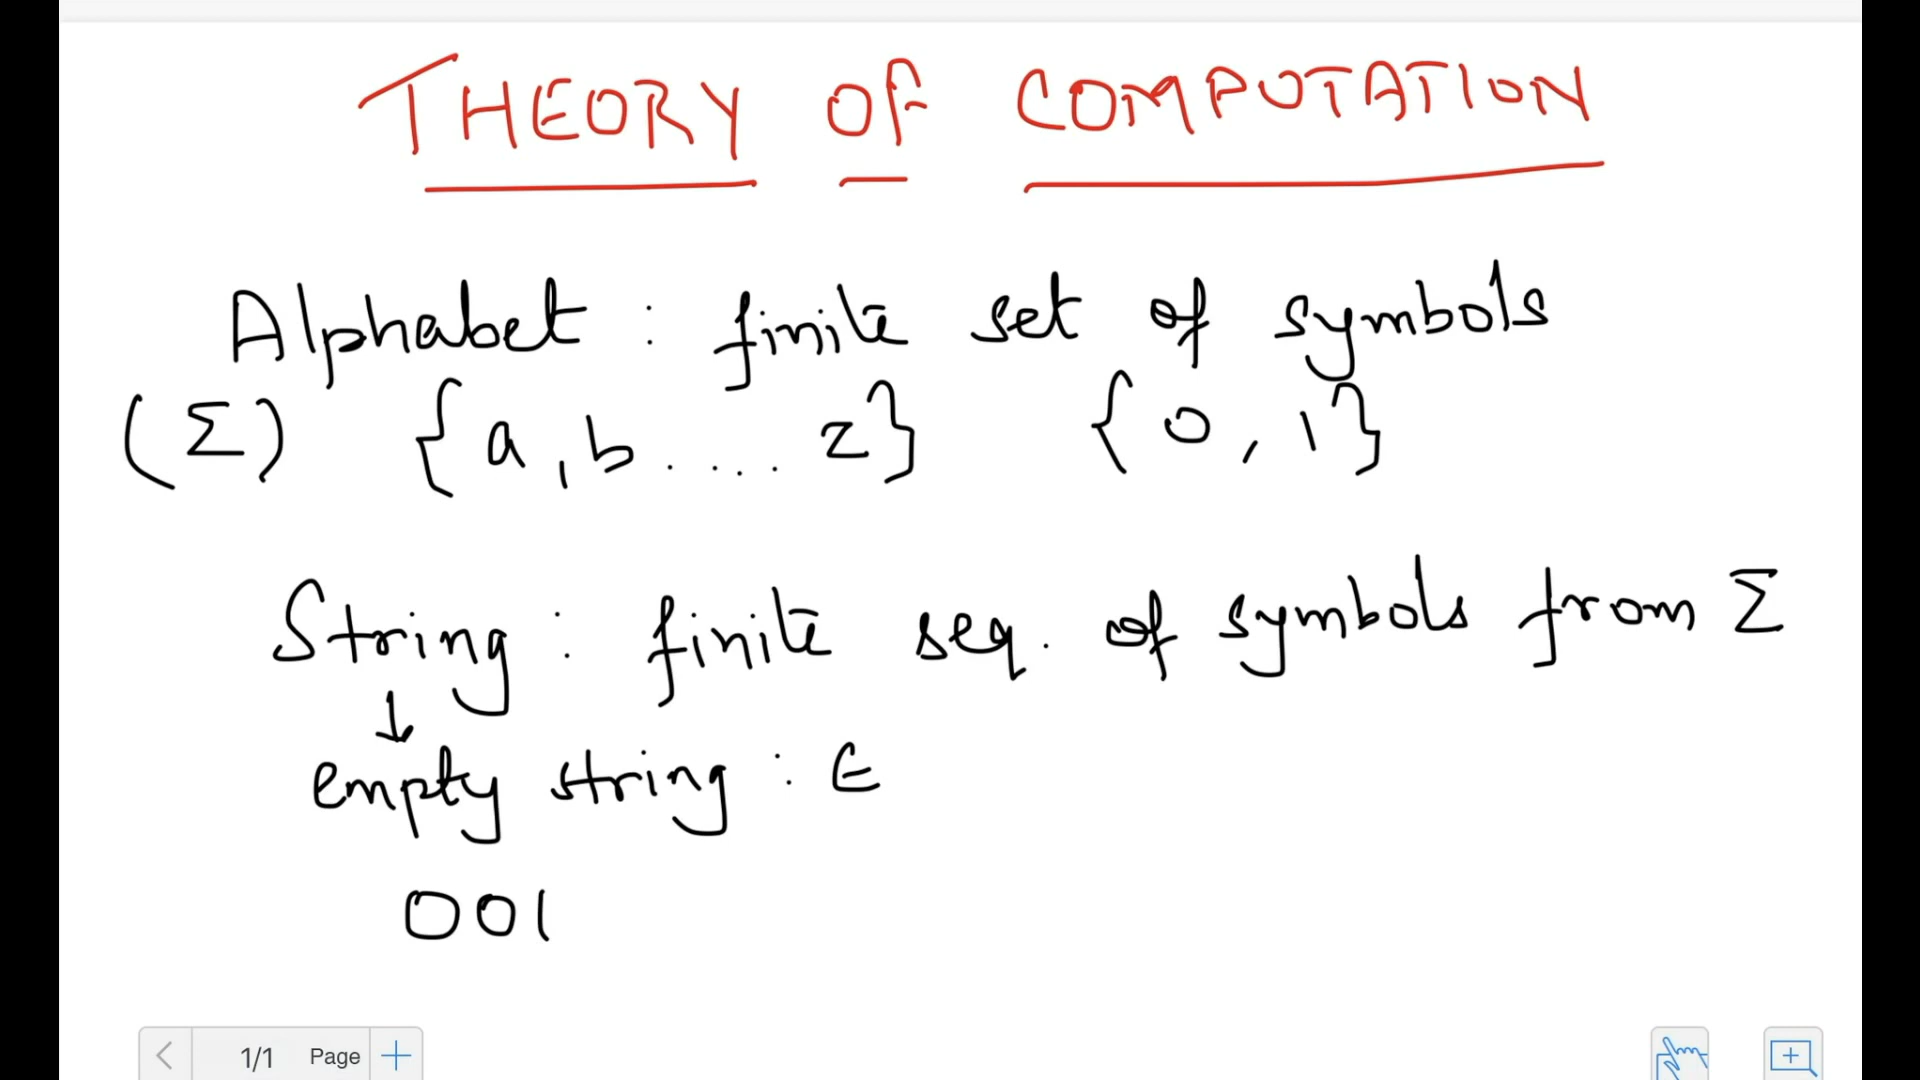 THEORY OF COMPUTATION
Alphabet : finite set of symbols
(Σ) {a, b .... z} {0, 1}
String : finite seq. of symbols from Σ
↓
empty string : ∈
001
1/1 Page